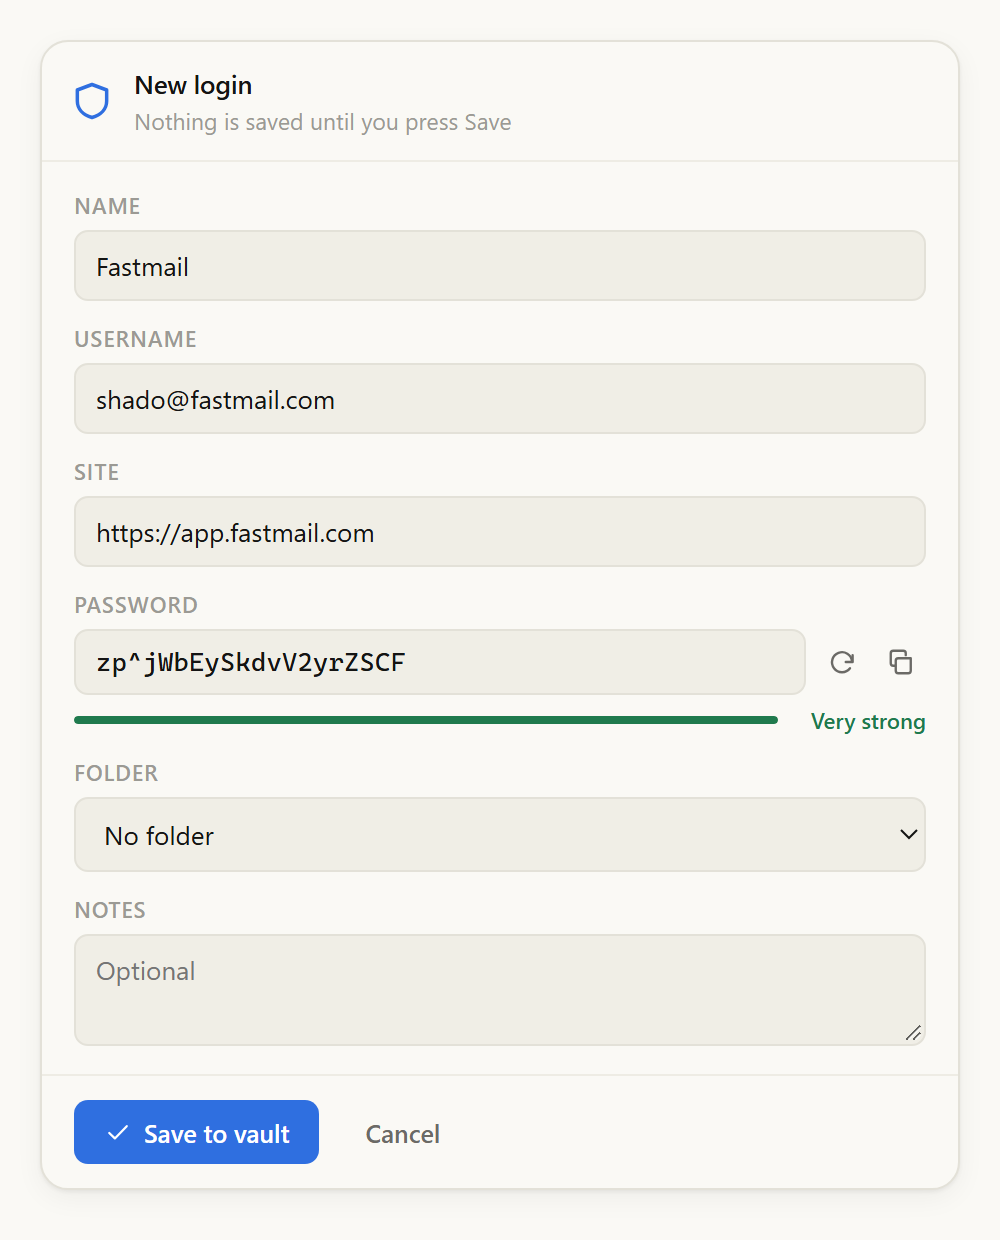 New login
Nothing is saved until you press Save
NAME
Fastmail
USERNAME
shado@fastmail.com
SITE
https://app.fastmail.com
PASSWORD
zp^jWbEySkdvV2yrZSCF
Very strong
FOLDER
No folder
NOTES
Optional
Save to vault
Cancel